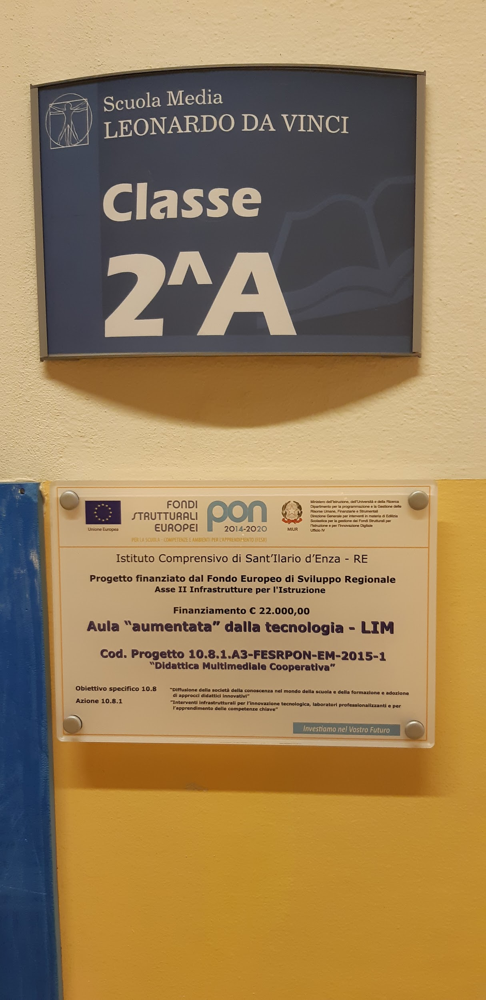 Scuola Media
LEONARDO DA VINCI
Classe
2^A
Unione Europea
FONDI
STRUTTURALI
EUROPEI
pon
2014-2020
PER LA SCUOLA - COMPETENZE E AMBIENTI PER L'APPRENDIMENTO (FESR)
MIUR
Ministero dell'Istruzione, dell'Università e della Ricerca
Dipartimento per la programmazione e la Gestione delle
Risorse Umane, Finanziarie e Strumentali
Direzione Generale per interventi in materia di Edilizia
Scolastica per la gestione dei Fondi Strutturali per
l'Istruzione e per l'Innovazione Digitale
Ufficio IV
Istituto Comprensivo di Sant'Ilario d'Enza - RE
Progetto finanziato dal Fondo Europeo di Sviluppo Regionale
Asse II Infrastrutture per l'Istruzione
Finanziamento € 22.000,00
Aula “aumentata” dalla tecnologia - LIM
Cod. Progetto 10.8.1.A3-FESRPON-EM-2015-1
“Didattica Multimediale Cooperativa”
Obiettivo specifico 10.8 “Diffusione della società della conoscenza nel mondo della scuola e della formazione e adozione
di approcci didattici innovativi”
Azione 10.8.1 “Interventi infrastrutturali per l'innovazione tecnologica, laboratori professionalizzanti e per
l'apprendimento delle competenze chiave”
Investiamo nel Vostro Futuro